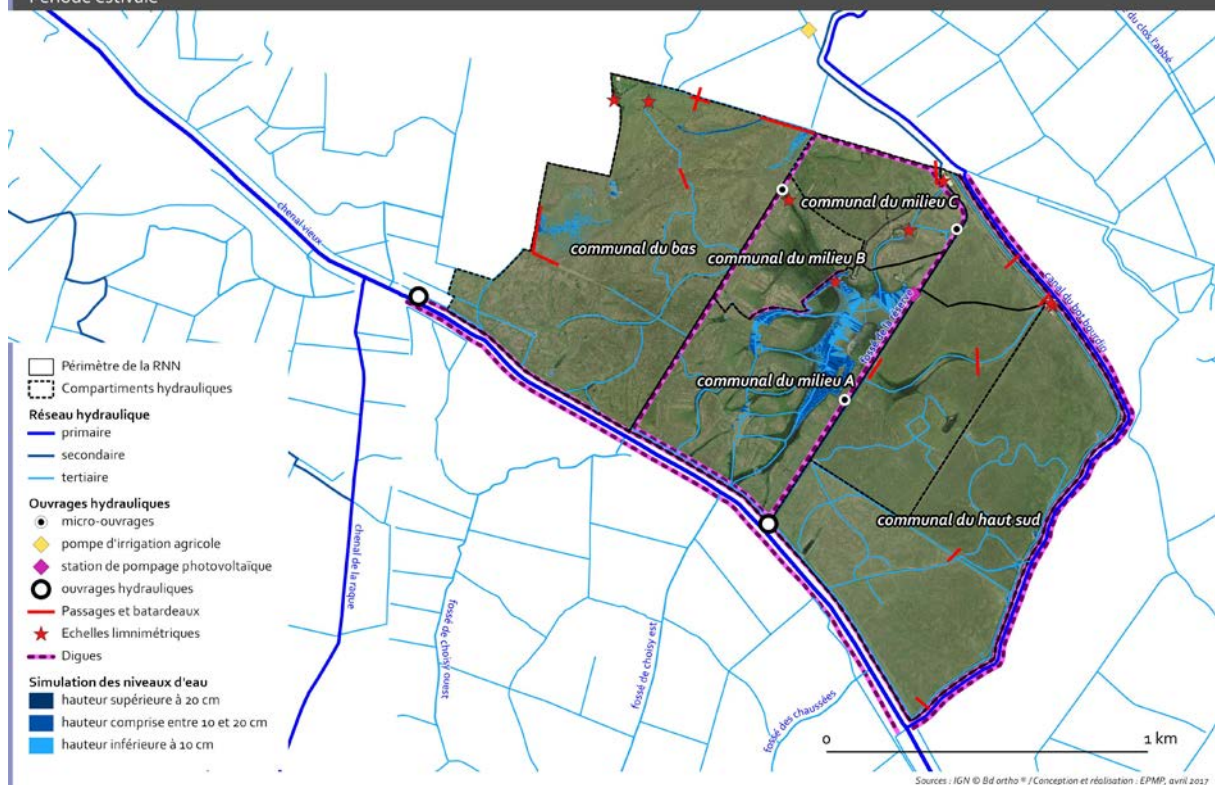 Période estivale
du clos l'abbé
chenal vieux
communal du milieu C
communal du bas
communal du milieu B
canal du bot bourdin
fossé de la réserve
communal du milieu A
communal du haut sud
chenal de la raque
fossé de choisy ouest
fossé de choisy est
fossé des chaussées
Périmètre de la RNN
Compartiments hydrauliques
Réseau hydraulique
primaire
secondaire
tertiaire
Ouvrages hydrauliques
micro-ouvrages
pompe d'irrigation agricole
station de pompage photovoltaïque
ouvrages hydrauliques
Passages et batardeaux
Echelles limnimétriques
Digues
Simulation des niveaux d'eau
hauteur supérieure à 20 cm
hauteur comprise entre 10 et 20 cm
hauteur inférieure à 10 cm
0 1 km
Sources : IGN © Bd ortho ® / Conception et réalisation : EPMP, avril 2017